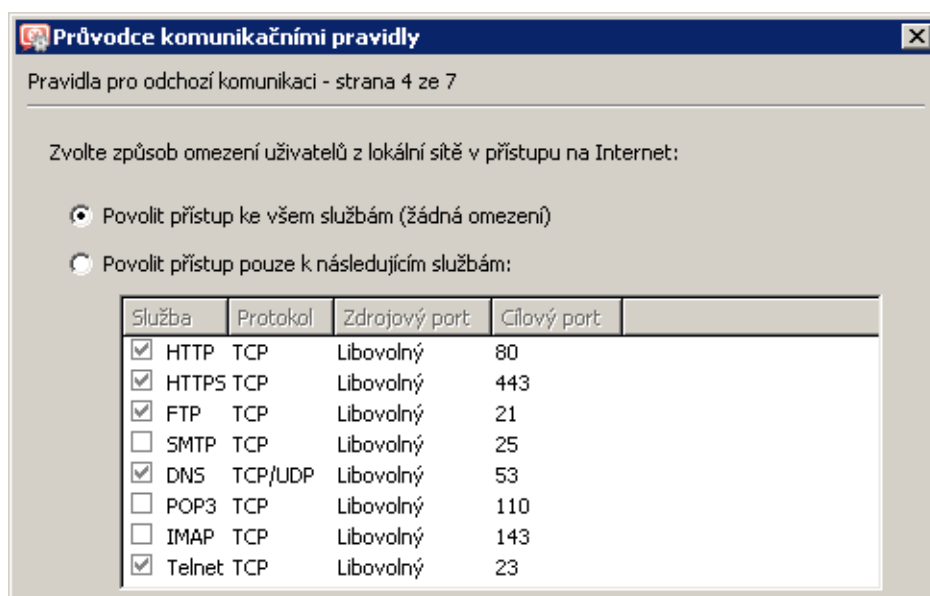 Průvodce komunikačními pravidly
Pravidla pro odchozí komunikaci - strana 4 ze 7
Zvolte způsob omezení uživatelů z lokální sítě v přístupu na Internet:
Povolit přístup ke všem službám (žádná omezení)
Povolit přístup pouze k následujícím službám:
Služba Protokol Zdrojový port Cílový port
HTTP TCP Libovolný 80
HTTPS TCP Libovolný 443
FTP TCP Libovolný 21
SMTP TCP Libovolný 25
DNS TCP/UDP Libovolný 53
POP3 TCP Libovolný 110
IMAP TCP Libovolný 143
Telnet TCP Libovolný 23